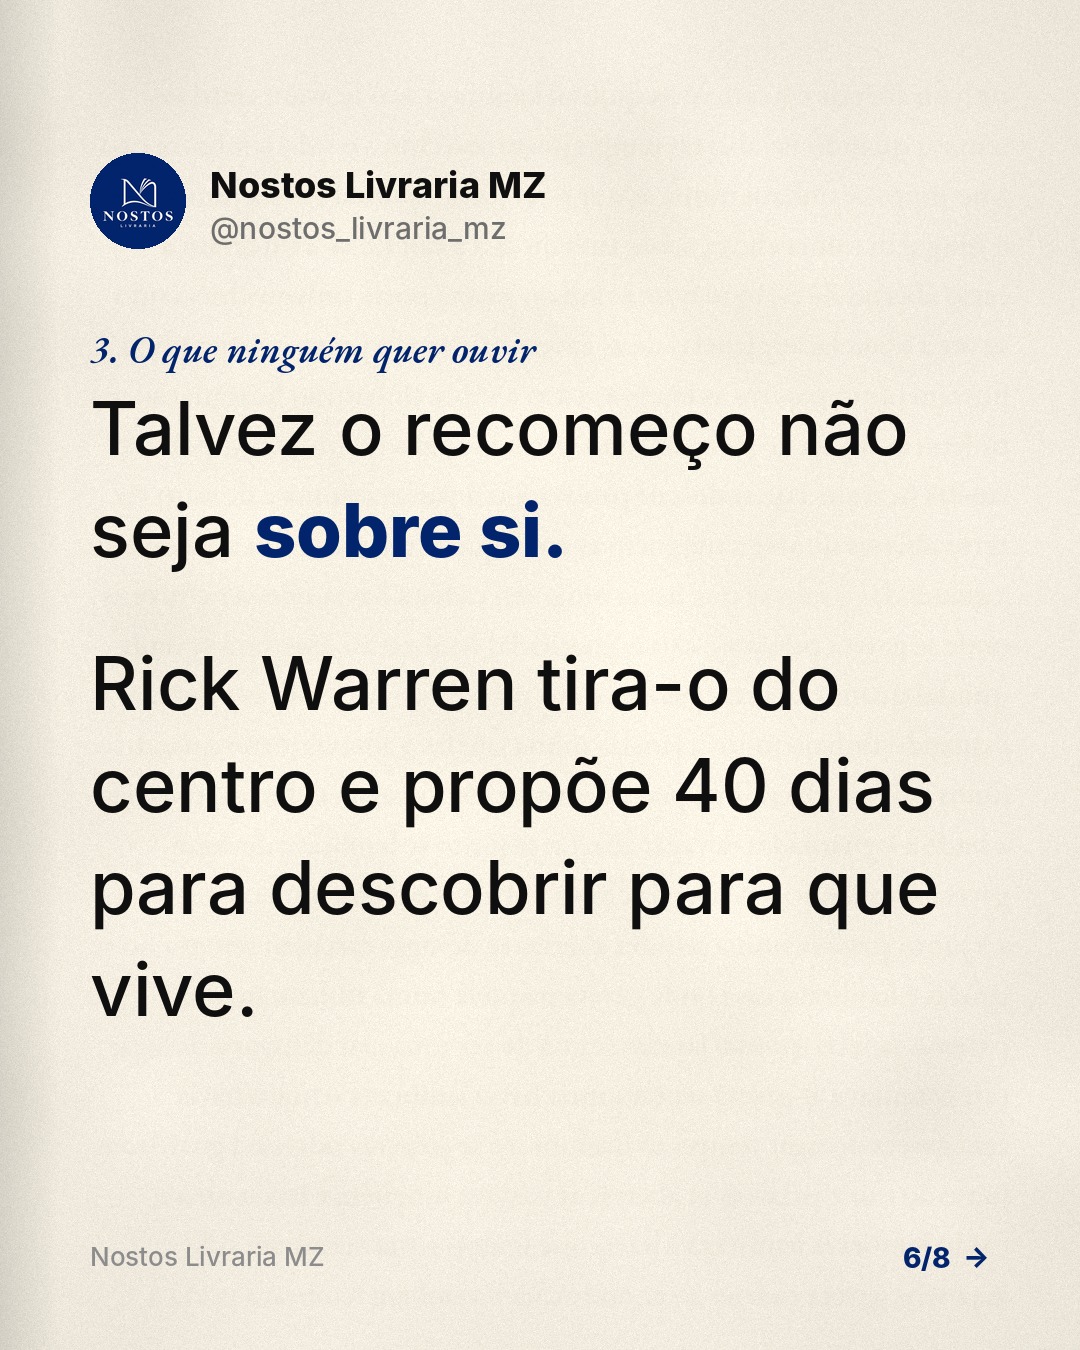 NOSTOS
LIVRARIA
Nostos Livraria MZ
@nostos_livraria_mz
3. O que ninguém quer ouvir
Talvez o recomeço não
seja sobre si.
Rick Warren tira-o do
centro e propõe 40 dias
para descobrir para que
vive.
Nostos Livraria MZ
6/8 →